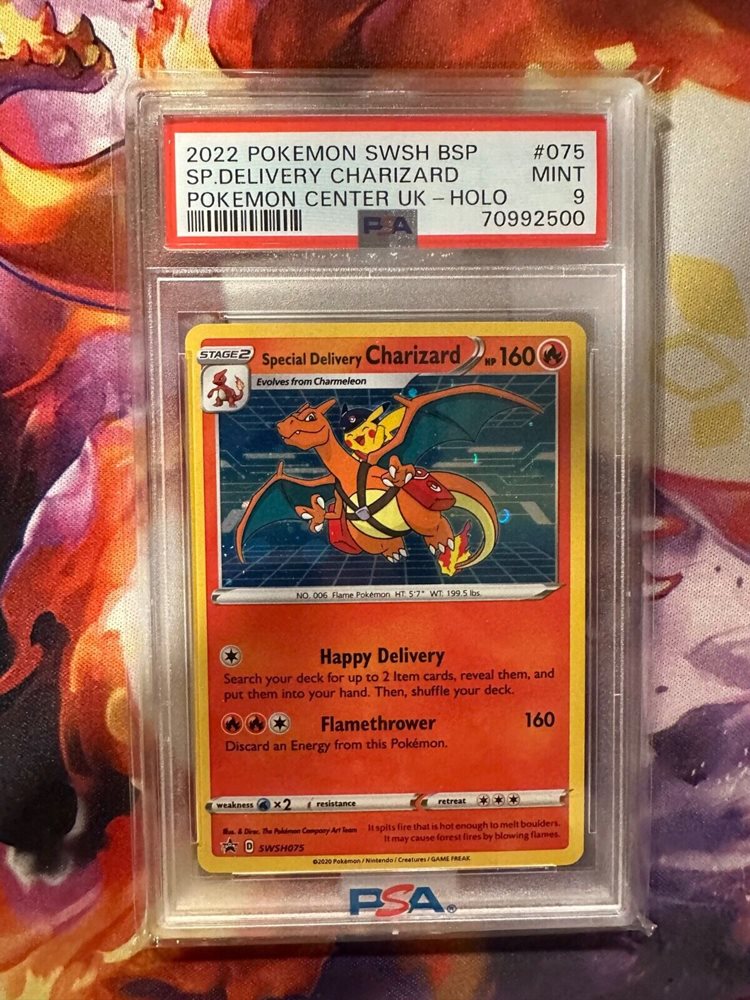 2022 POKEMON SWSH BSP #075
SP.DELIVERY CHARIZARD MINT
POKEMON CENTER UK – HOLO 9
PSA 70992500
STAGE2 Special Delivery Charizard HP 160
Evolves from Charmeleon
NO. 006 Flame Pokémon HT: 5'7" WT: 199.5 lbs.
Happy Delivery
Search your deck for up to 2 Item cards, reveal them, and
put them into your hand. Then, shuffle your deck.
Flamethrower 160
Discard an Energy from this Pokémon.
weakness ×2 resistance retreat
Illus. & Direc. The Pokémon Company Art Team
It spits fire that is hot enough to melt boulders.
It may cause forest fires by blowing flames.
D SWSH075
©2020 Pokémon / Nintendo / Creatures / GAME FREAK
PSA®